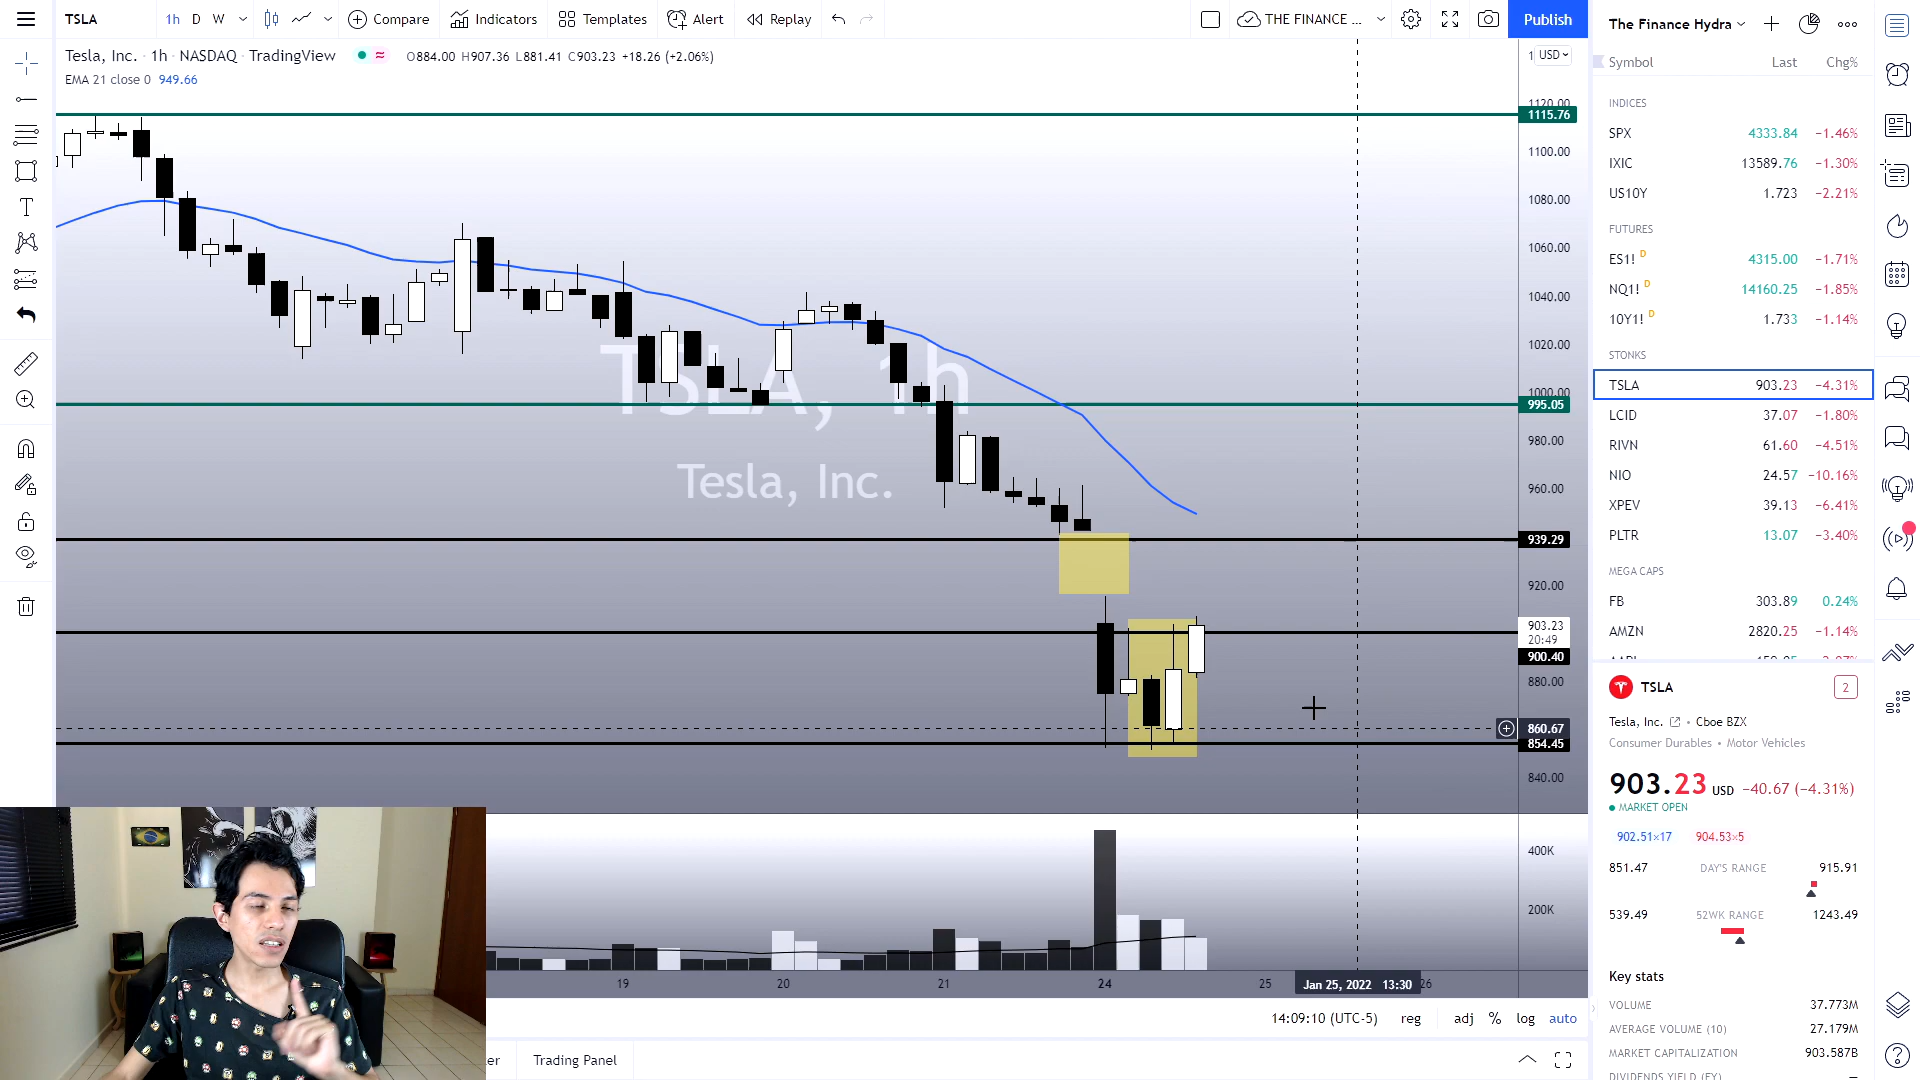 TSLA 1h D W Compare Indicators Templates Alert Replay THE FINANCE ... Publish
Tesla, Inc. · 1h · NASDAQ · TradingView O884.00 H907.36 L881.41 C903.23 +18.26 (+2.06%)
EMA 21 close 0 949.66
USD
1120.00
1115.76
1100.00
1080.00
1060.00
1040.00
1020.00
1000.00
995.05
980.00
960.00
939.29
920.00
903.23
20:49
900.40
880.00
860.67
854.45
840.00
TSLA, 1h
Tesla, Inc.
400K
200K
19 20 21 24 25 Jan 25, 2022 13:30 26
14:09:10 (UTC-5) reg adj % log auto
er Trading Panel
The Finance Hydra
Symbol Last Chg%
INDICES
SPX 4333.84 −1.46%
IXIC 13589.76 −1.30%
US10Y 1.723 −2.21%
FUTURES
ES1! D 4315.00 −1.71%
NQ1! D 14160.25 −1.85%
10Y1! D 1.733 −1.14%
STONKS
TSLA 903.23 −4.31%
LCID 37.07 −1.80%
RIVN 61.60 −4.51%
NIO 24.57 −10.16%
XPEV 39.13 −6.41%
PLTR 13.07 −3.40%
MEGA CAPS
FB 303.89 0.24%
AMZN 2820.25 −1.14%
TSLA 2
Tesla, Inc. • Cboe BZX
Consumer Durables • Motor Vehicles
903.23 USD −40.67 (−4.31%)
MARKET OPEN
902.51×17 904.53×5
851.47 DAY'S RANGE 915.91
539.49 52WK RANGE 1243.49
Key stats
VOLUME 37.773M
AVERAGE VOLUME (10) 27.179M
MARKET CAPITALIZATION 903.587B
DIVIDENDS YIELD (FY) —